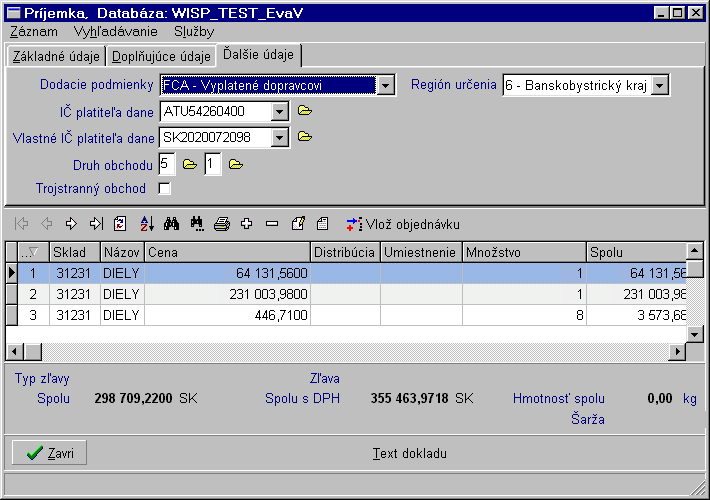 Príjemka,  Databáza: WISP_TEST_EvaV
Záznam Vyhľadávanie Služby
Základné údaje Doplňujúce údaje Ďalšie údaje
Dodacie podmienky FCA - Vyplatené dopravcovi Región určenia 6 - Banskobystrický kraj
IČ platiteľa dane ATU54260400
Vlastné IČ platiteľa dane SK2020072098
Druh obchodu 5 1
Trojstranný obchod
Vlož objednávku
.. Sklad Názov Cena Distribúcia Umiestnenie Množstvo Spolu
1 31231 DIELY 64 131,5600 1 64 131,56
2 31231 DIELY 231 003,9800 1 231 003,98
3 31231 DIELY 446,7100 8 3 573,68
Typ zľavy Zľava
Spolu 298 709,2200 SK Spolu s DPH 355 463,9718 SK Hmotnosť spolu 0,00 kg
Šarža
Zavri Text dokladu